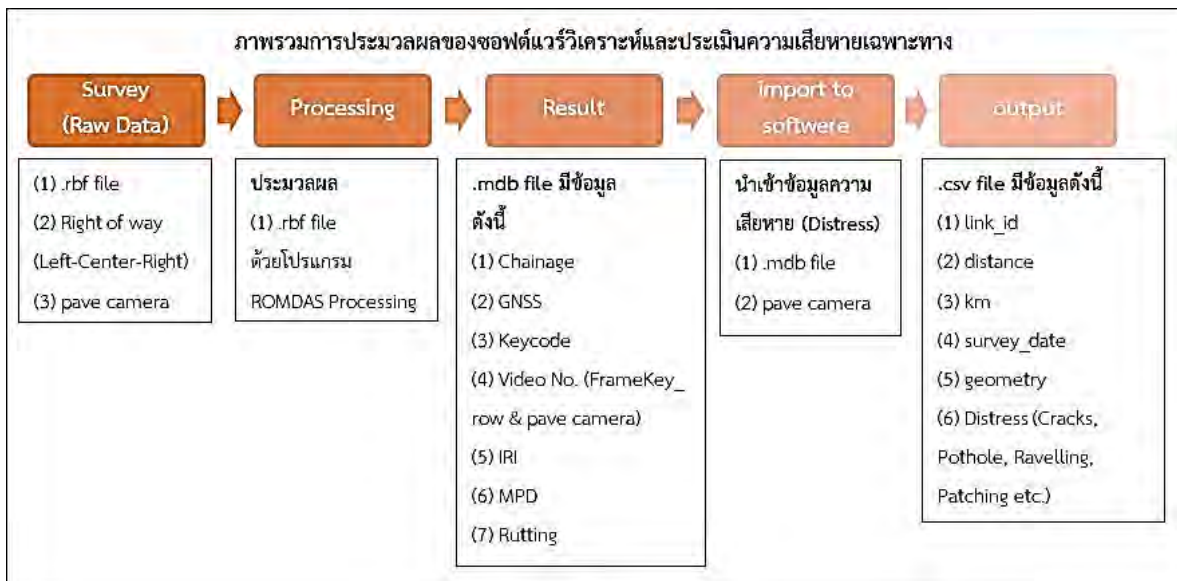 ภาพรวมการประมวลผลของซอฟต์แวร์วิเคราะห์และประเมินความเสียหายเฉพาะทาง
Survey
(Raw Data)
Processing
Result
import to
softwere
output
(1) .rbf file
(2) Right of way
(Left-Center-Right)
(3) pave camera
ประมวลผล
(1) .rbf file
ด้วยโปรแกรม
ROMDAS Processing
.mdb file มีข้อมูล
ดังนี้
(1) Chainage
(2) GNSS
(3) Keycode
(4) Video No. (FrameKey_
row & pave camera)
(5) IRI
(6) MPD
(7) Rutting
นำเข้าข้อมูลความ
เสียหาย (Distress)
(1) .mdb file
(2) pave camera
.csv file มีข้อมูลดังนี้
(1) link_id
(2) distance
(3) km
(4) survey_date
(5) geometry
(6) Distress (Cracks,
Pothole, Ravelling,
Patching etc.)